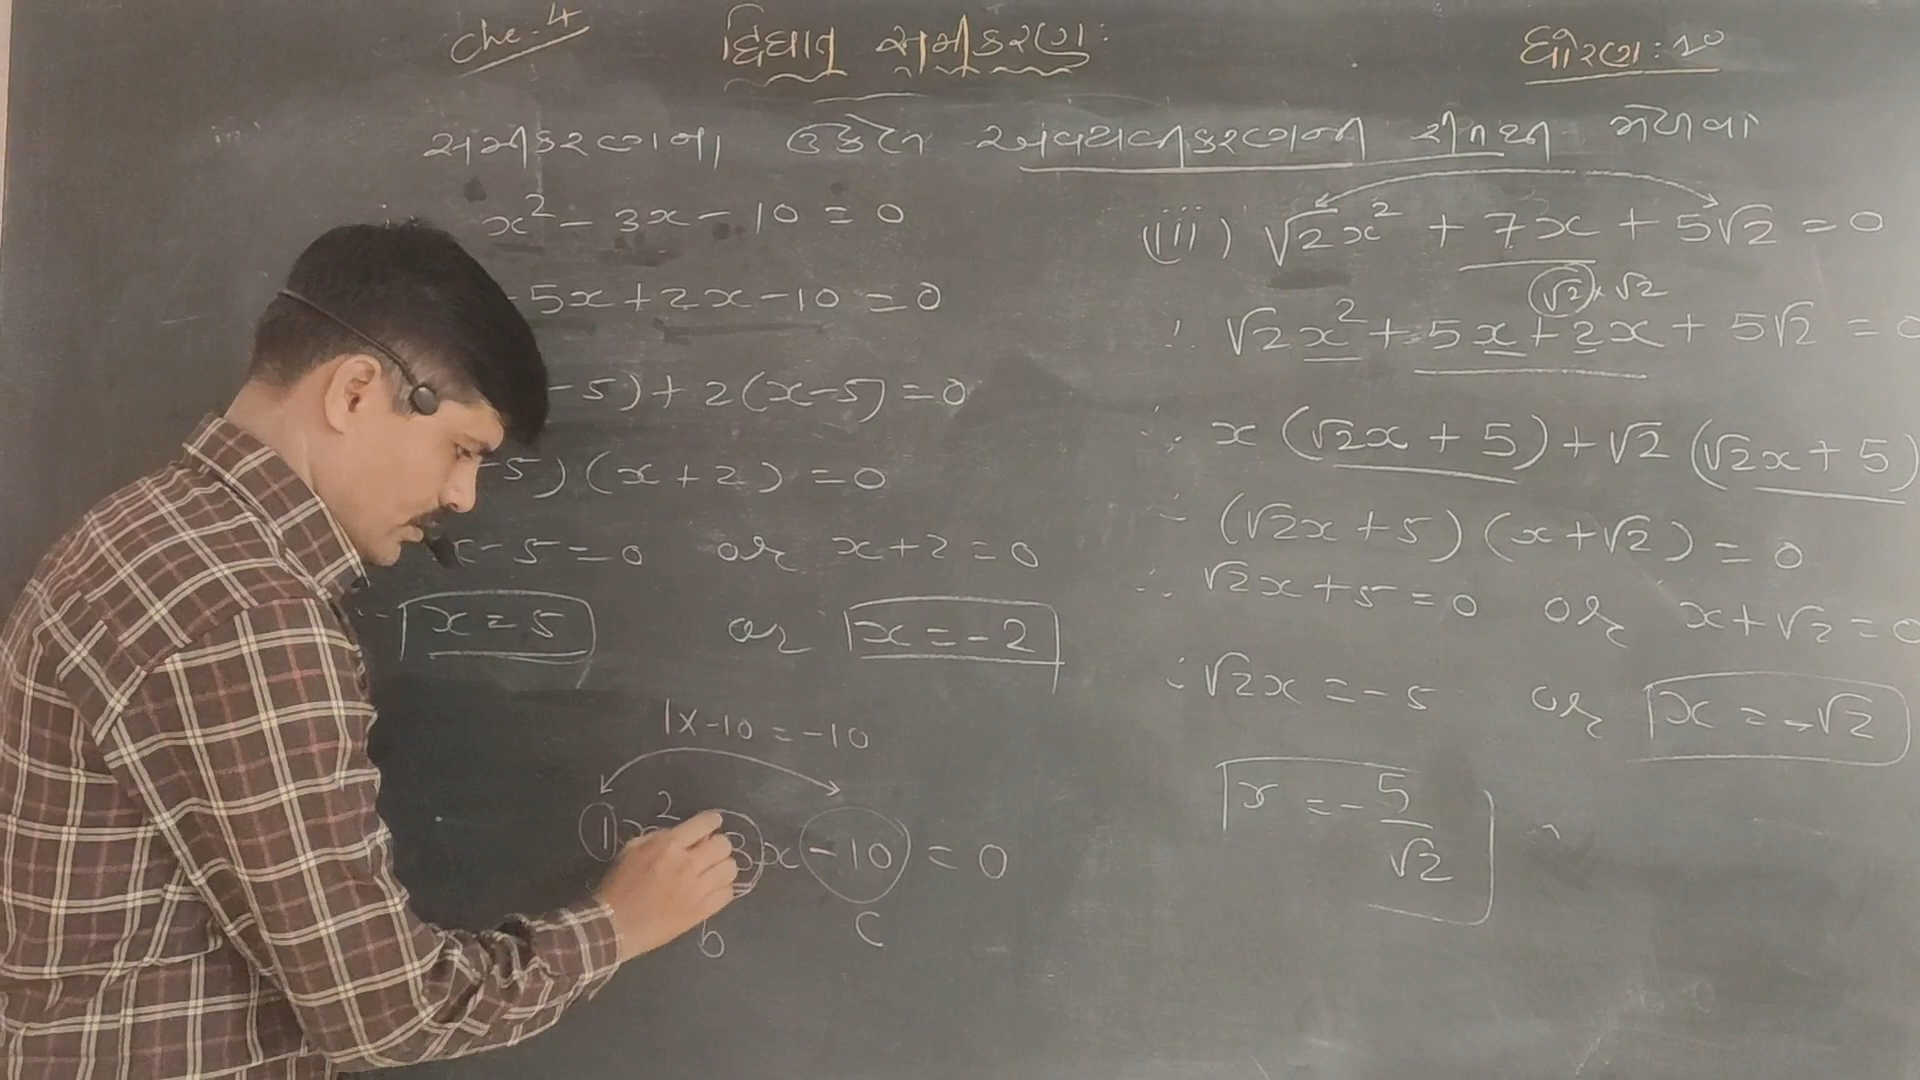 Che. 4 દ્વિઘાત સમીકરણ: ધોરણ: 10
સમીકરણના ઉકેલ અવયવીકરણની રીતથી મેળવો
x² - 3x - 10 = 0
- 5x + 2x - 10 = 0
- 5) + 2(x - 5) = 0
- 5) (x + 2) = 0
x - 5 = 0 or x + 2 = 0
x = 5 or x = -2
1 x -10 = -10
1x² 3x - 10 = 0
b c
(iii) √2x² + 7x + 5√2 = 0
√2 × √2
∴ √2x² + 5x + 2x + 5√2 = 0
∴ x (√2x + 5) + √2 (√2x + 5)
∴ (√2x + 5) (x + √2) = 0
∴ √2x + 5 = 0 or x + √2 = 0
∴ √2x = -5 or x = -√2
x = - 5/√2